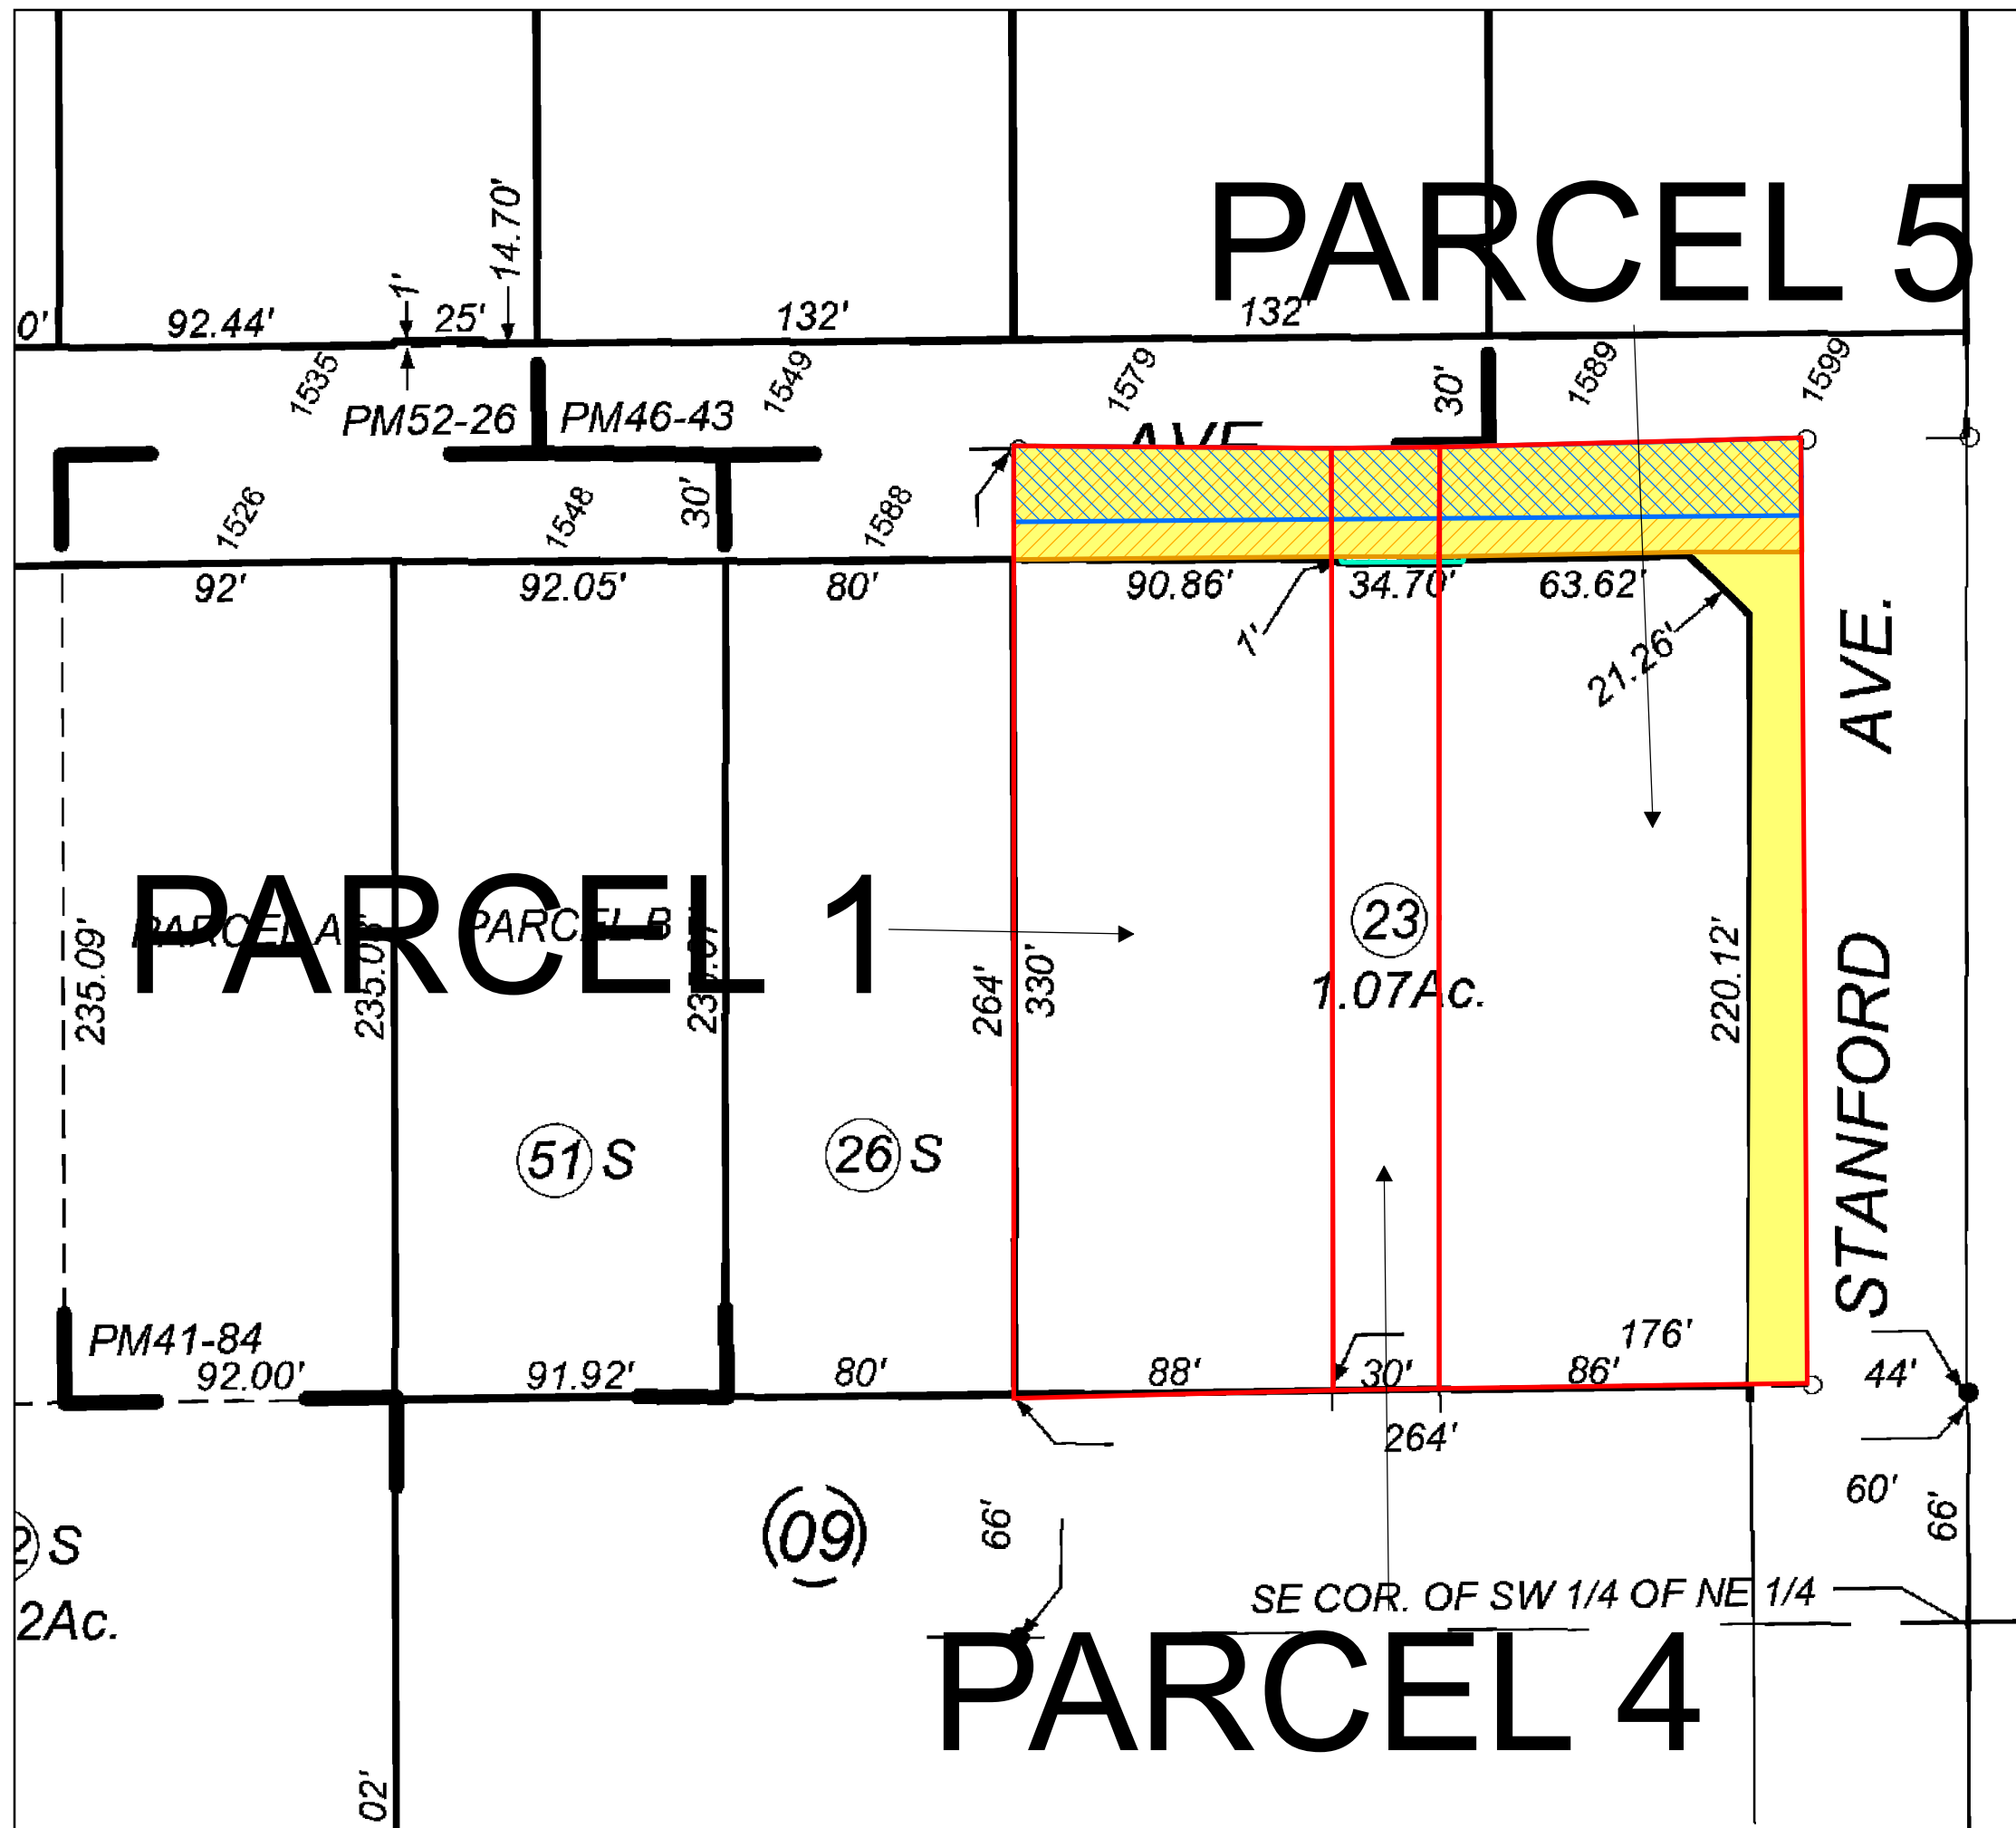 PARCEL 5
14.70'
1'
0'
92.44'
25'
132'
132'
1535
1549
1579
30'
1589
1599
PM52-26
PM46-43
AVE
1526
1548
30'
1588
92'
92.05'
80'
90.86'
34.70'
63.62'
1'
21.26'
AVE.
PARCEL 1
PARCEL A
PARCEL B
23
1.07Ac.
235.09'
264'
330'
220.12'
STANFORD
51 S
26 S
PM41-84
92.00'
91.92'
80'
88'
30'
86'
176'
44'
264'
09
66'
60'
66'
S
2Ac.
SE COR. OF SW 1/4 OF NE 1/4
PARCEL 4
02'